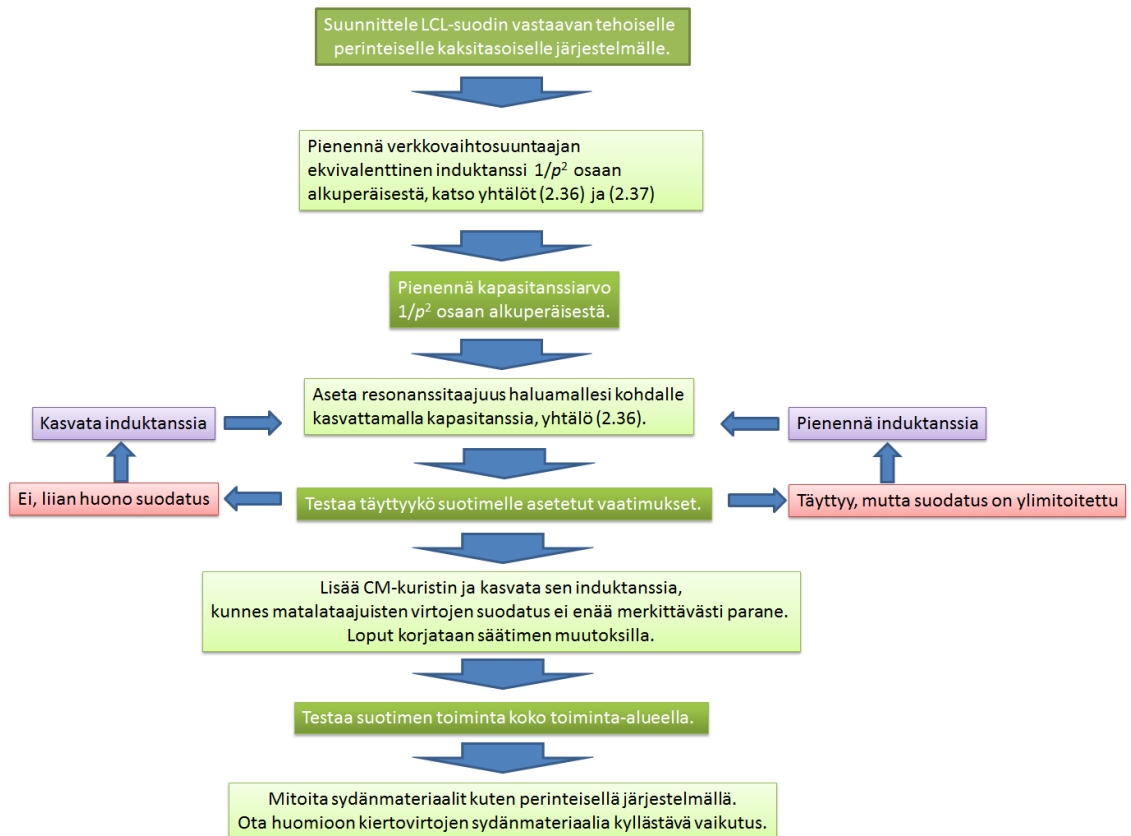 Suunnittele LCL-suodin vastaavan tehoiselle
perinteiselle kaksitasoiselle järjestelmälle.
Pienennä verkkovaihtosuuntaajan
ekvivalenttinen induktanssi 1/p² osaan
alkuperäisestä, katso yhtälöt (2.36) ja (2.37)
Pienennä kapasitanssiarvo
1/p² osaan alkuperäisestä.
Aseta resonanssitaajuus haluamallesi kohdalle
kasvattamalla kapasitanssia, yhtälö (2.36).
Kasvata induktanssia
Pienennä induktanssia
Ei, liian huono suodatus
Testaa täyttyykö suotimelle asetetut vaatimukset.
Täyttyy, mutta suodatus on ylimitoitettu
Lisää CM-kuristin ja kasvata sen induktanssia,
kunnes matalataajuisten virtojen suodatus ei enää merkittävästi parane.
Loput korjataan säätimen muutoksilla.
Testaa suotimen toiminta koko toiminta-alueella.
Mitoita sydänmateriaalit kuten perinteisellä järjestelmällä.
Ota huomioon kiertovirtojen sydänmateriaalia kyllästävä vaikutus.